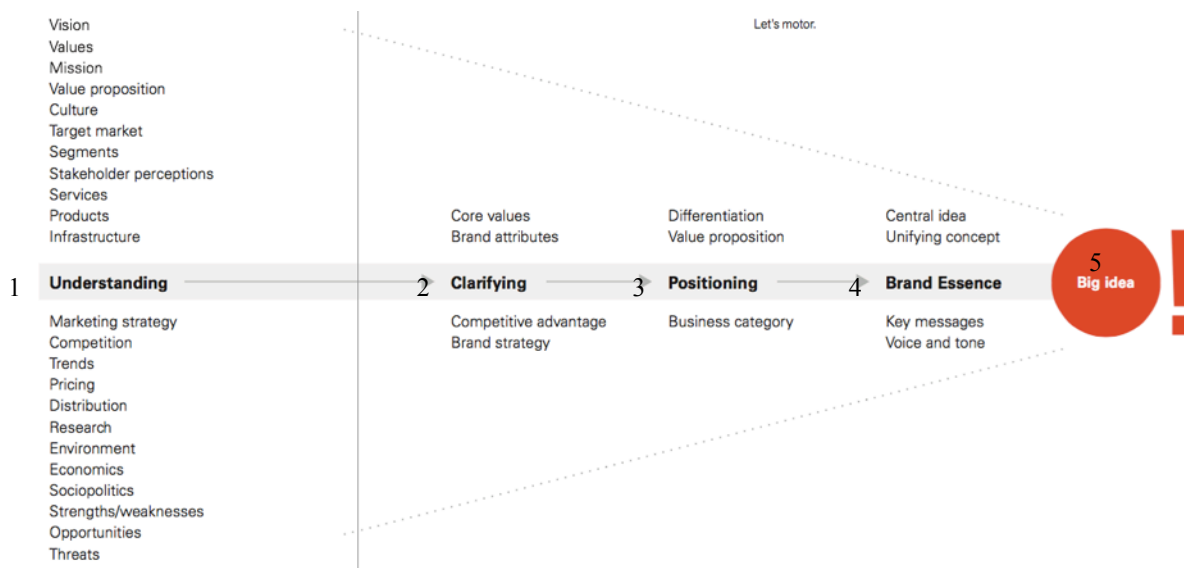 Let's motor.
Vision
Values
Mission
Value proposition
Culture
Target market
Segments
Stakeholder perceptions
Services
Products
Infrastructure
Core values
Brand attributes
Differentiation
Value proposition
Central idea
Unifying concept
1 Understanding
2 Clarifying
3 Positioning
4 Brand Essence
5
Big idea
!
Marketing strategy
Competition
Trends
Pricing
Distribution
Research
Environment
Economics
Sociopolitics
Strengths/weaknesses
Opportunities
Threats
Competitive advantage
Brand strategy
Business category
Key messages
Voice and tone